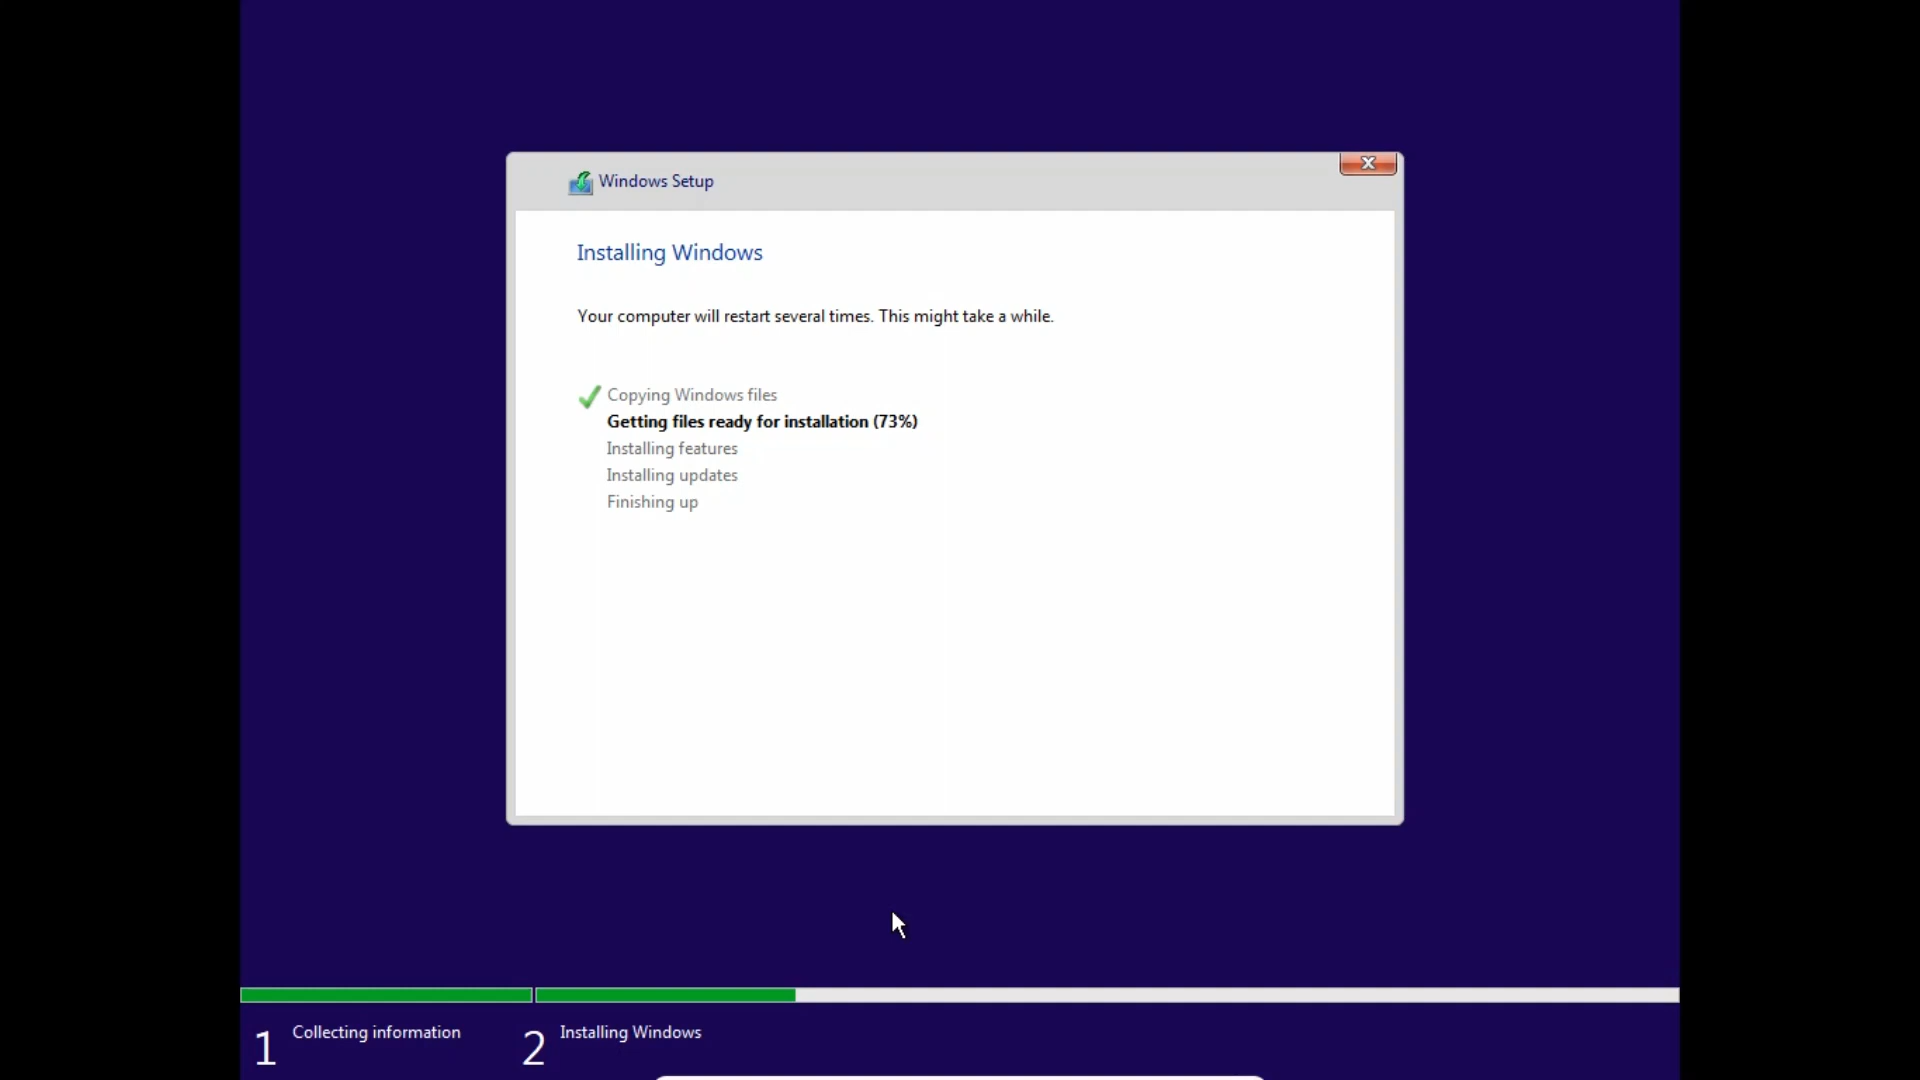 Windows Setup
Installing Windows
Your computer will restart several times. This might take a while.
Copying Windows files
Getting files ready for installation (73%)
Installing features
Installing updates
Finishing up
1 Collecting information
2 Installing Windows